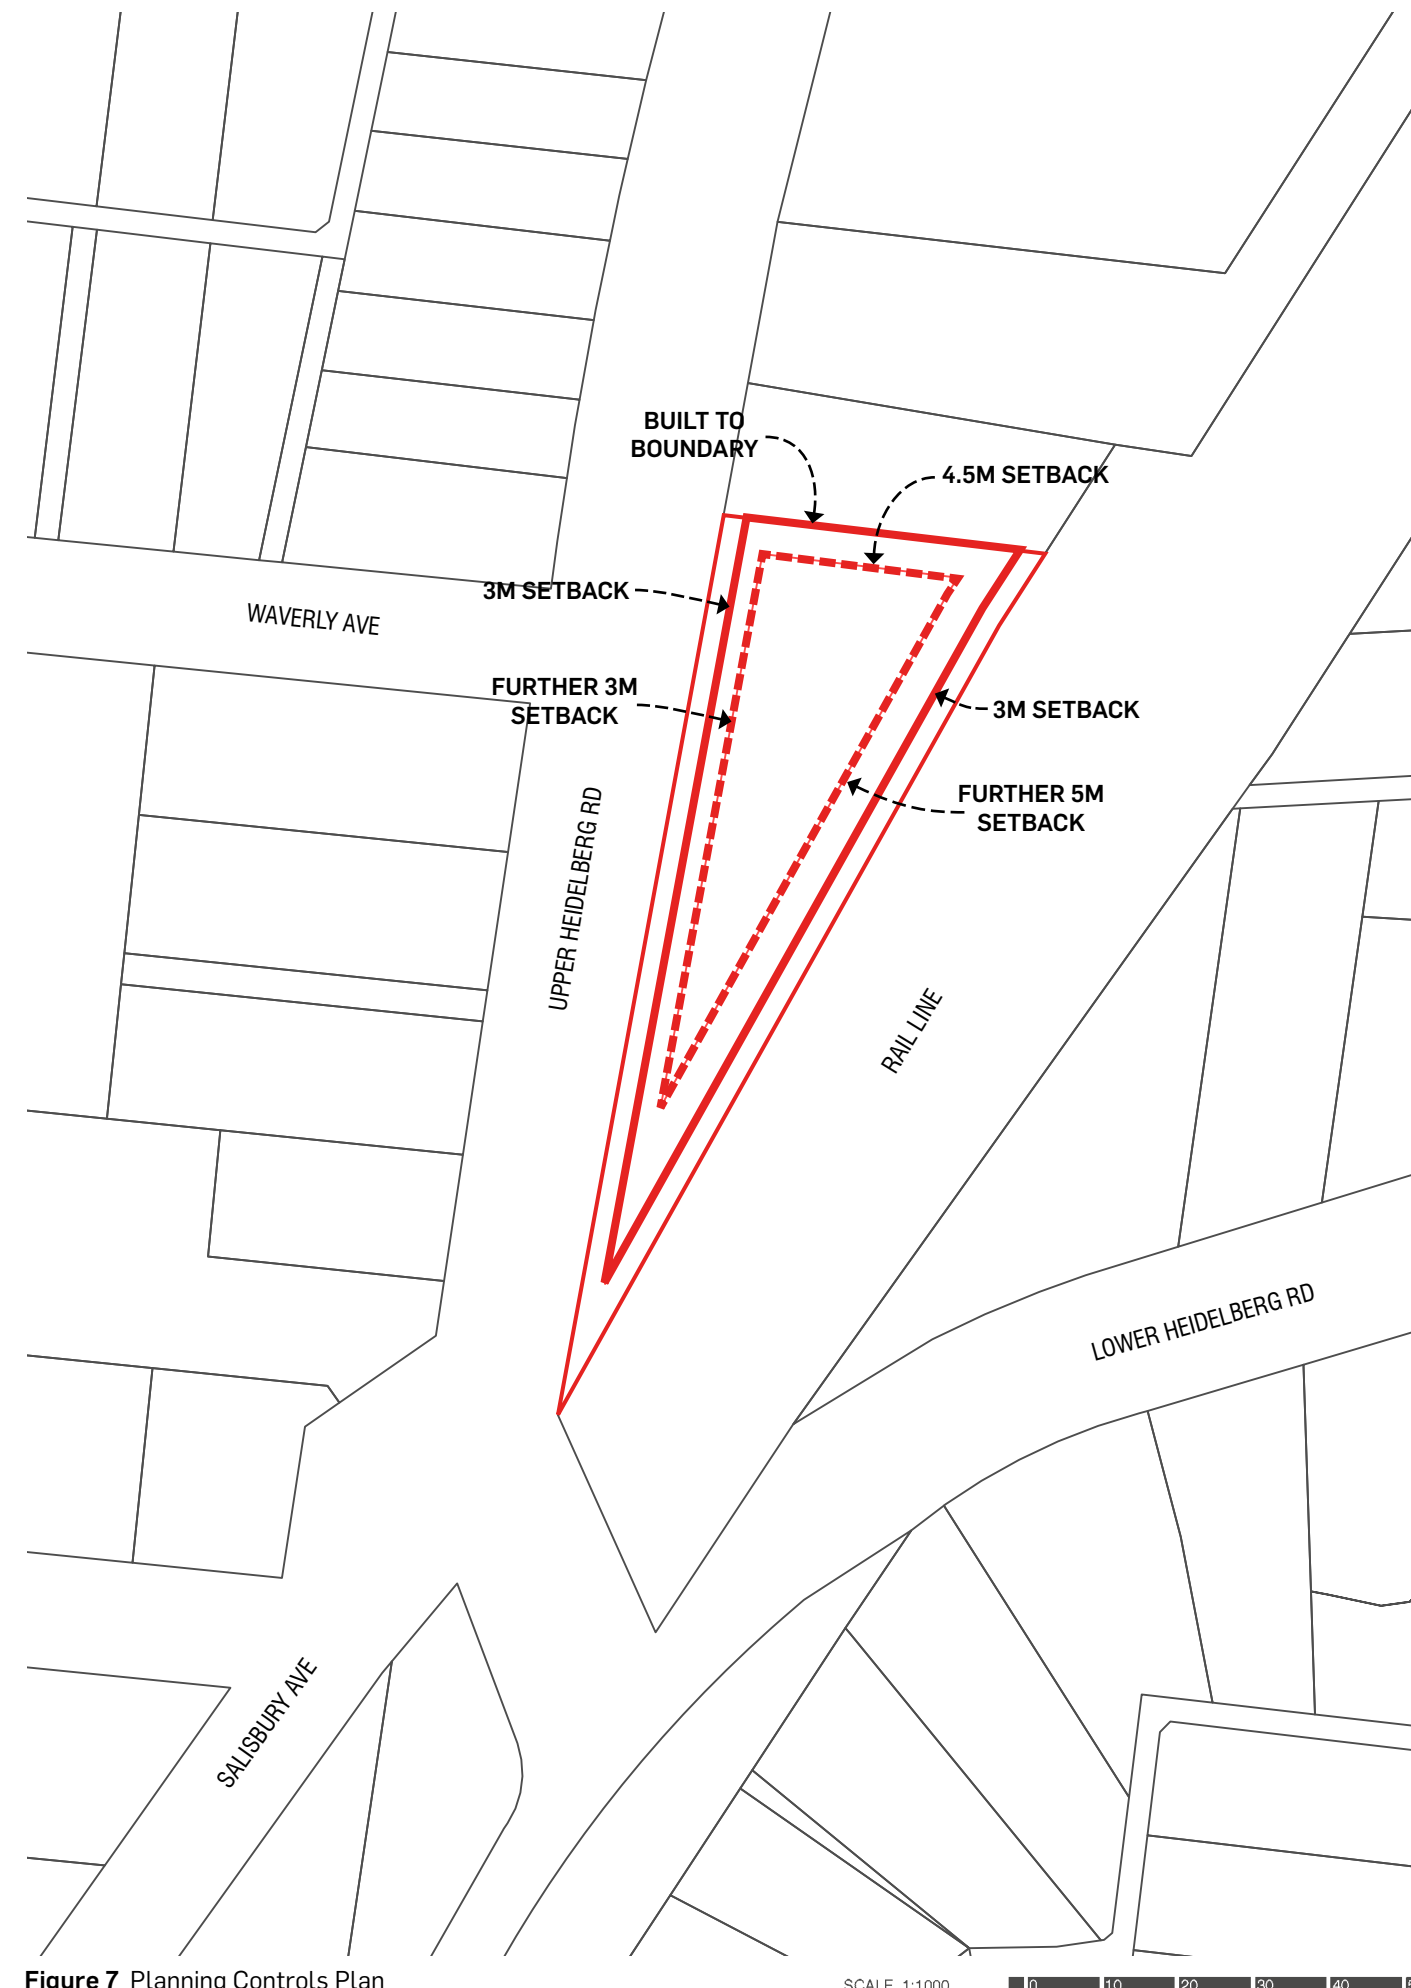 BUILT TO
BOUNDARY
4.5M SETBACK
3M SETBACK
WAVERLY AVE
FURTHER 3M
SETBACK
3M SETBACK
FURTHER 5M
SETBACK
UPPER HEIDELBERG RD
RAIL LINE
LOWER HEIDELBERG RD
SALISBURY AVE
Figure 7 Planning Controls Plan
SCALE 1:1000
0 10 20 30 40